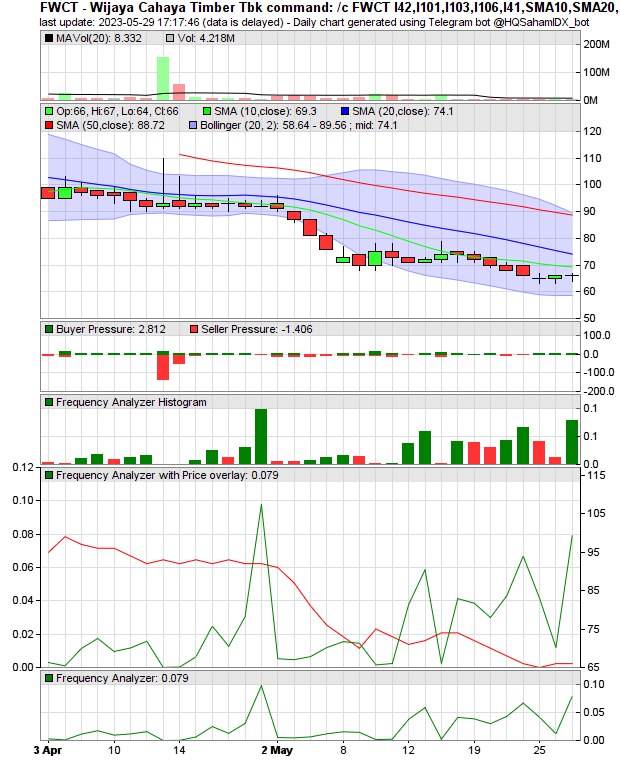 FWCT - Wijaya Cahaya Timber Tbk command: /c FWCT I42,I101,I103,I106,I41,SMA10,SMA20,
last update: 2023-05-29 17:17:46 (data is delayed) - Daily chart generated using Telegram bot @HQSahamIDX_bot
MAVol(20): 8.332 Vol: 4.218M
200M
100M
0M
Op:66, Hi:67, Lo:64, Cl:66 SMA (10,close): 69.3 SMA (20,close): 74.1
SMA (50,close): 88.72 Bollinger (20, 2): 58.64 - 89.56 ; mid: 74.1
120
110
100
90
80
70
60
50
Buyer Pressure: 2.812 Seller Pressure: -1.406
100.0
0.0
-100.0
-200.0
Frequency Analyzer Histogram
0.1
0.1
0.0
Frequency Analyzer with Price overlay: 0.079
0.12
0.10
0.08
0.06
0.04
0.02
0.00
115
105
95
85
75
65
Frequency Analyzer: 0.079
0.10
0.05
0.00
3 Apr 10 14 2 May 8 12 19 25